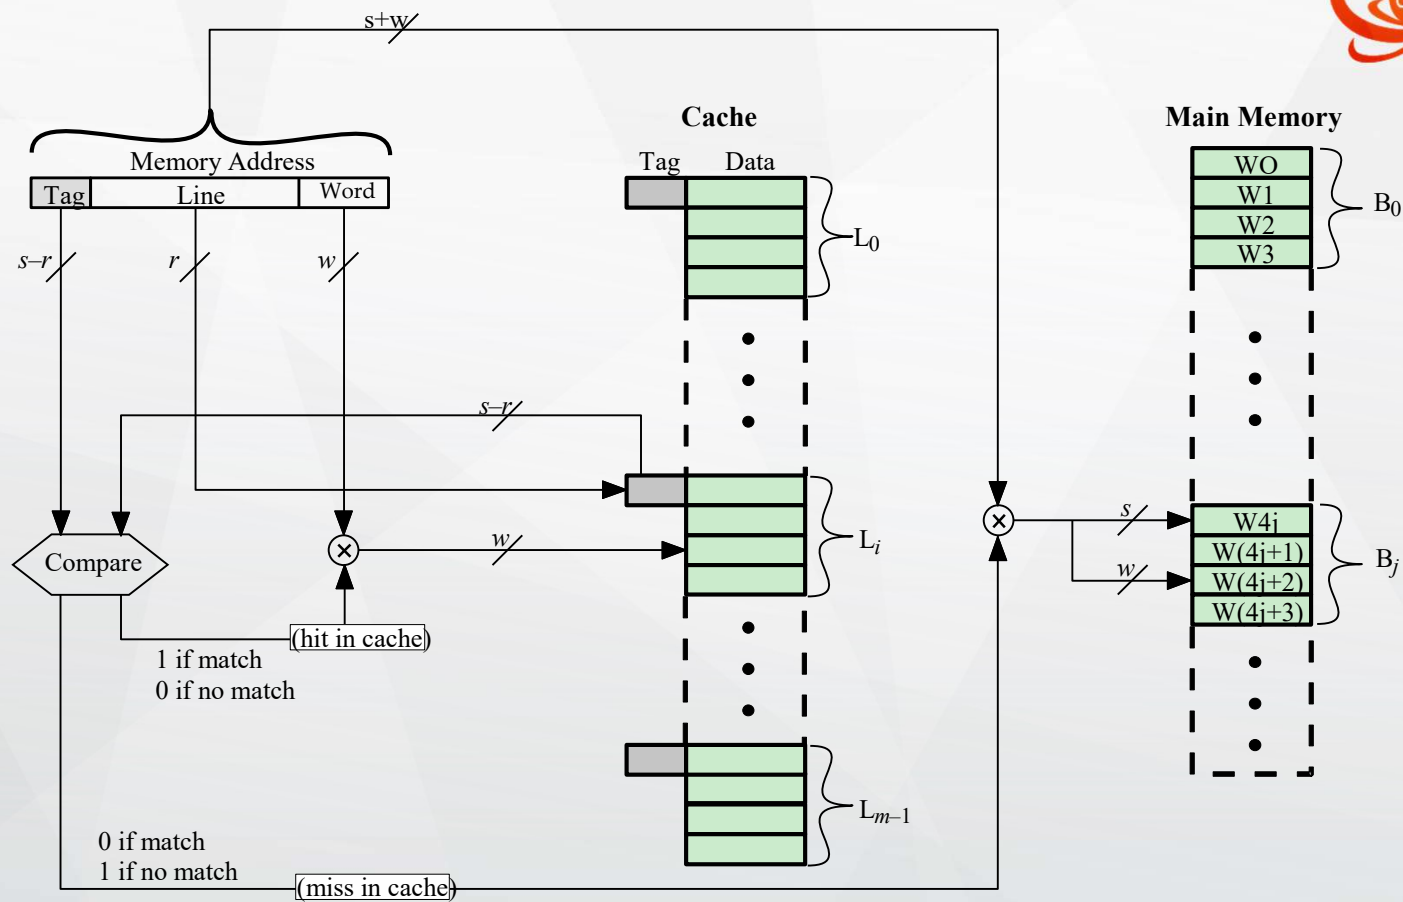 s+w
Cache
Main Memory
Memory Address
Tag Data
Tag Line Word
WO
W1
W2
W3
B0
L0
s–r
r
w
s–r
Compare
w
Li
s
w
W4j
W(4j+1)
W(4j+2)
W(4j+3)
Bj
(hit in cache)
1 if match
0 if no match
Lm–1
0 if match
1 if no match
(miss in cache)